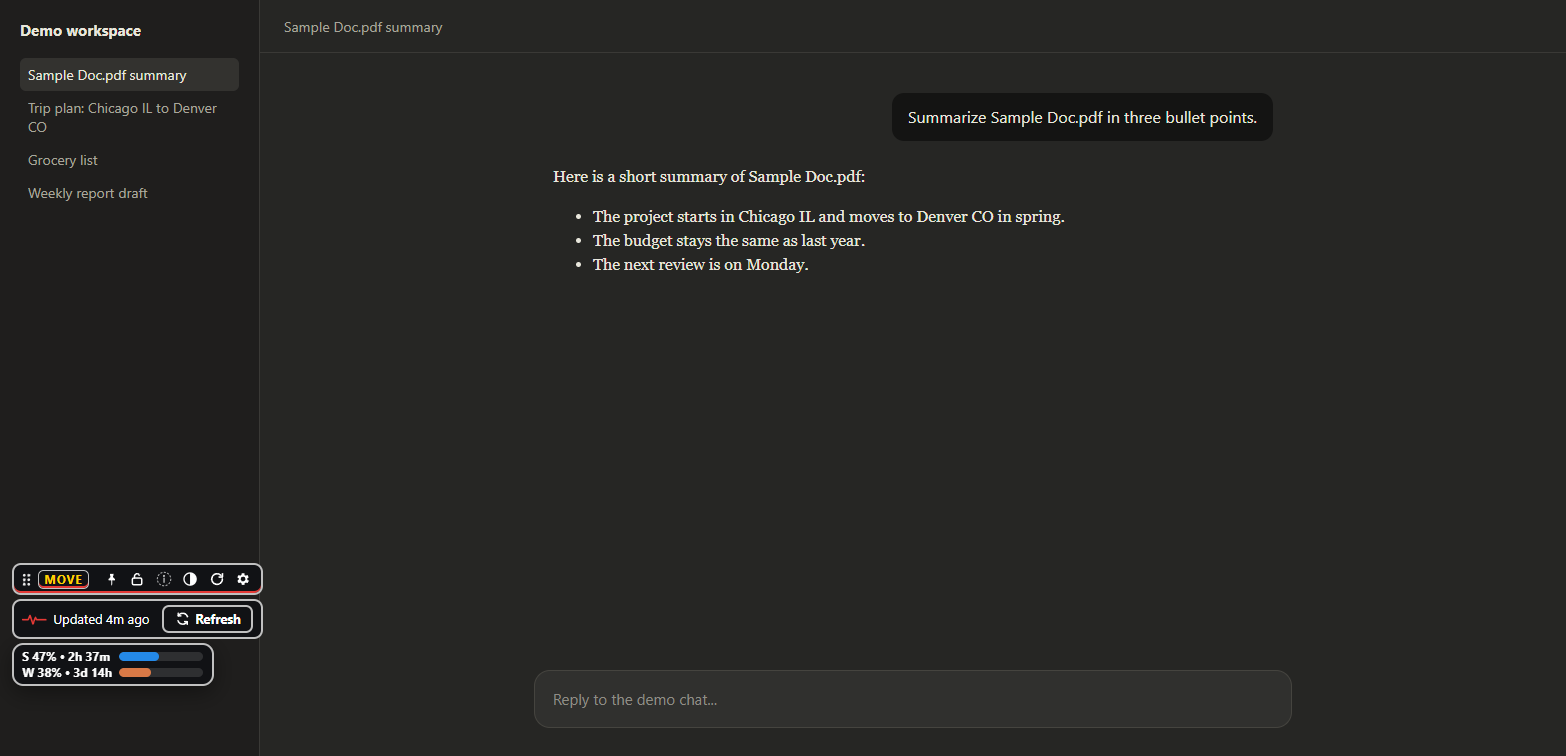 Demo workspace
Sample Doc.pdf summary
Trip plan: Chicago IL to Denver
CO
Grocery list
Weekly report draft
Sample Doc.pdf summary
Summarize Sample Doc.pdf in three bullet points.
Here is a short summary of Sample Doc.pdf:
• The project starts in Chicago IL and moves to Denver CO in spring.
• The budget stays the same as last year.
• The next review is on Monday.
MOVE
Updated 4m ago
Refresh
S 47% • 2h 37m
W 38% • 3d 14h
Reply to the demo chat...